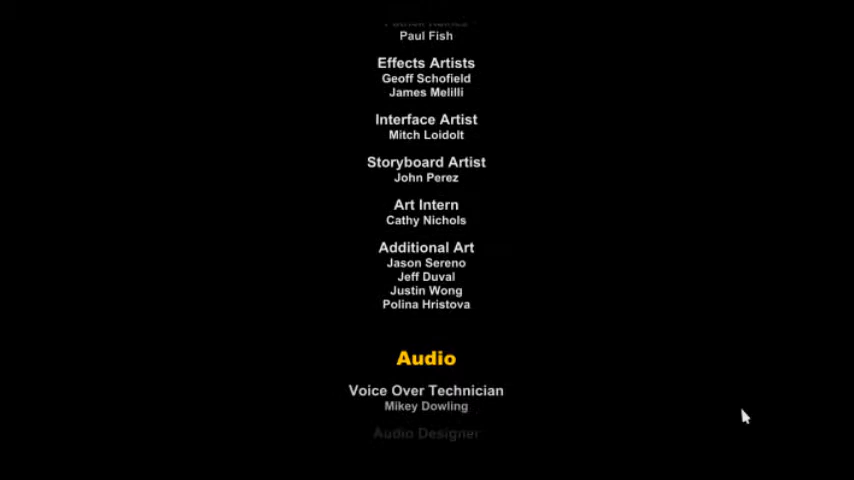 Paul Fish
Effects Artists
Geoff Schofield
James Melilli
Interface Artist
Mitch Loidolt
Storyboard Artist
John Perez
Art Intern
Cathy Nichols
Additional Art
Jason Sereno
Jeff Duval
Justin Wong
Polina Hristova
Audio
Voice Over Technician
Mikey Dowling
Audio Designer